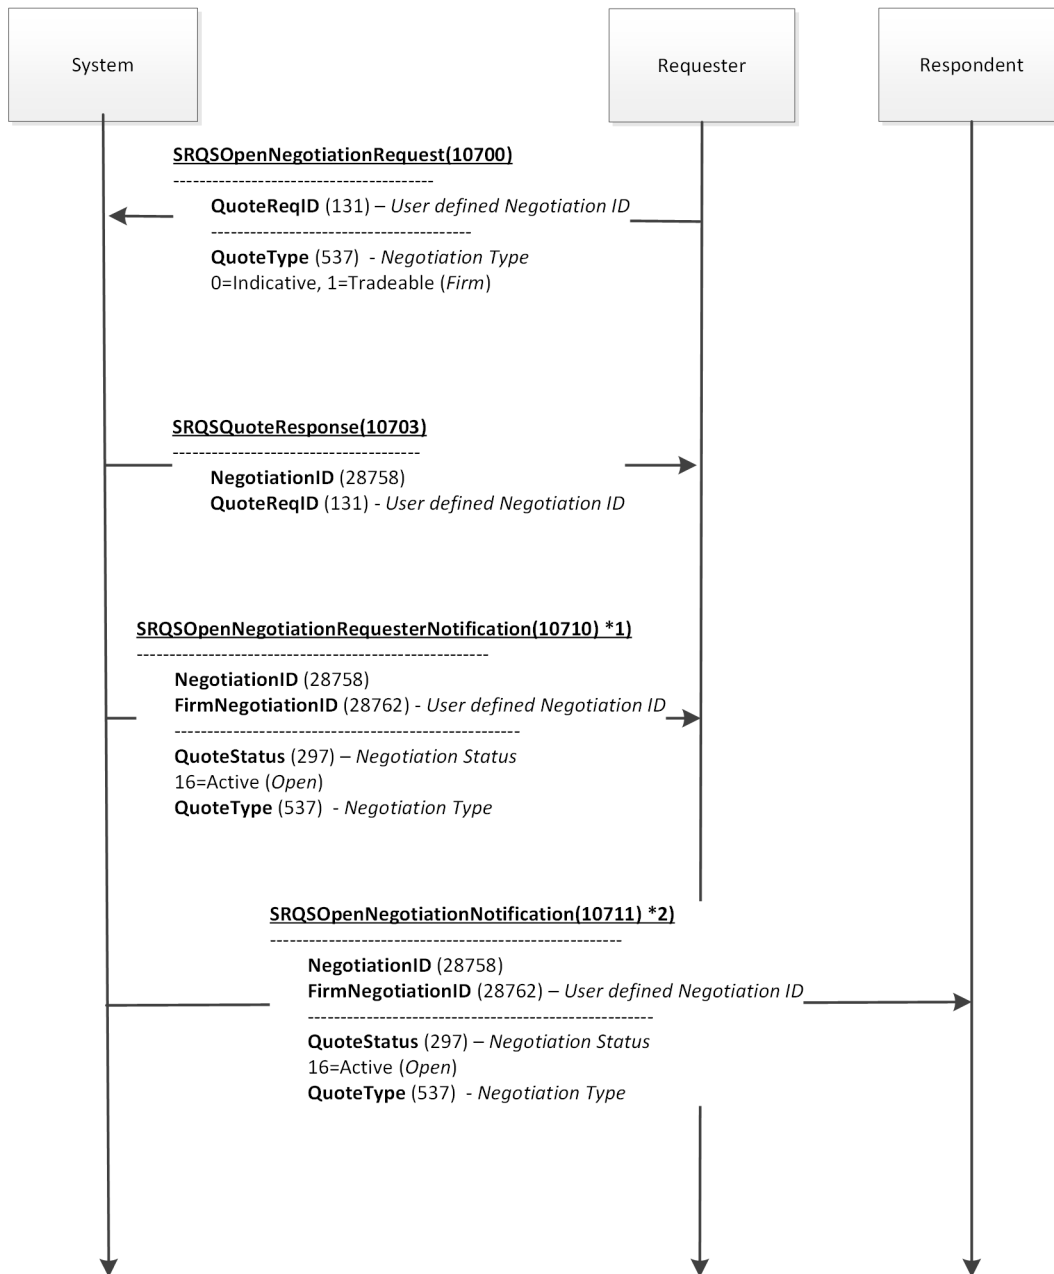 System
Requester
Respondent
SRQSOpenNegotiationRequest(10700)
----------------------------------------
QuoteReqID (131) – User defined Negotiation ID
----------------------------------------
QuoteType (537)  - Negotiation Type
0=Indicative, 1=Tradeable (Firm)
SRQSQuoteResponse(10703)
--------------------------------------
NegotiationID (28758)
QuoteReqID (131) - User defined Negotiation ID
SRQSOpenNegotiationRequesterNotification(10710) *1)
------------------------------------------------------
NegotiationID (28758)
FirmNegotiationID (28762) - User defined Negotiation ID
-----------------------------------------------------
QuoteStatus (297) – Negotiation Status
16=Active (Open)
QuoteType (537)  - Negotiation Type
SRQSOpenNegotiationNotification(10711) *2)
------------------------------------------------------
NegotiationID (28758)
FirmNegotiationID (28762) – User defined Negotiation ID
-----------------------------------------------------
QuoteStatus (297) – Negotiation Status
16=Active (Open)
QuoteType (537)  - Negotiation Type